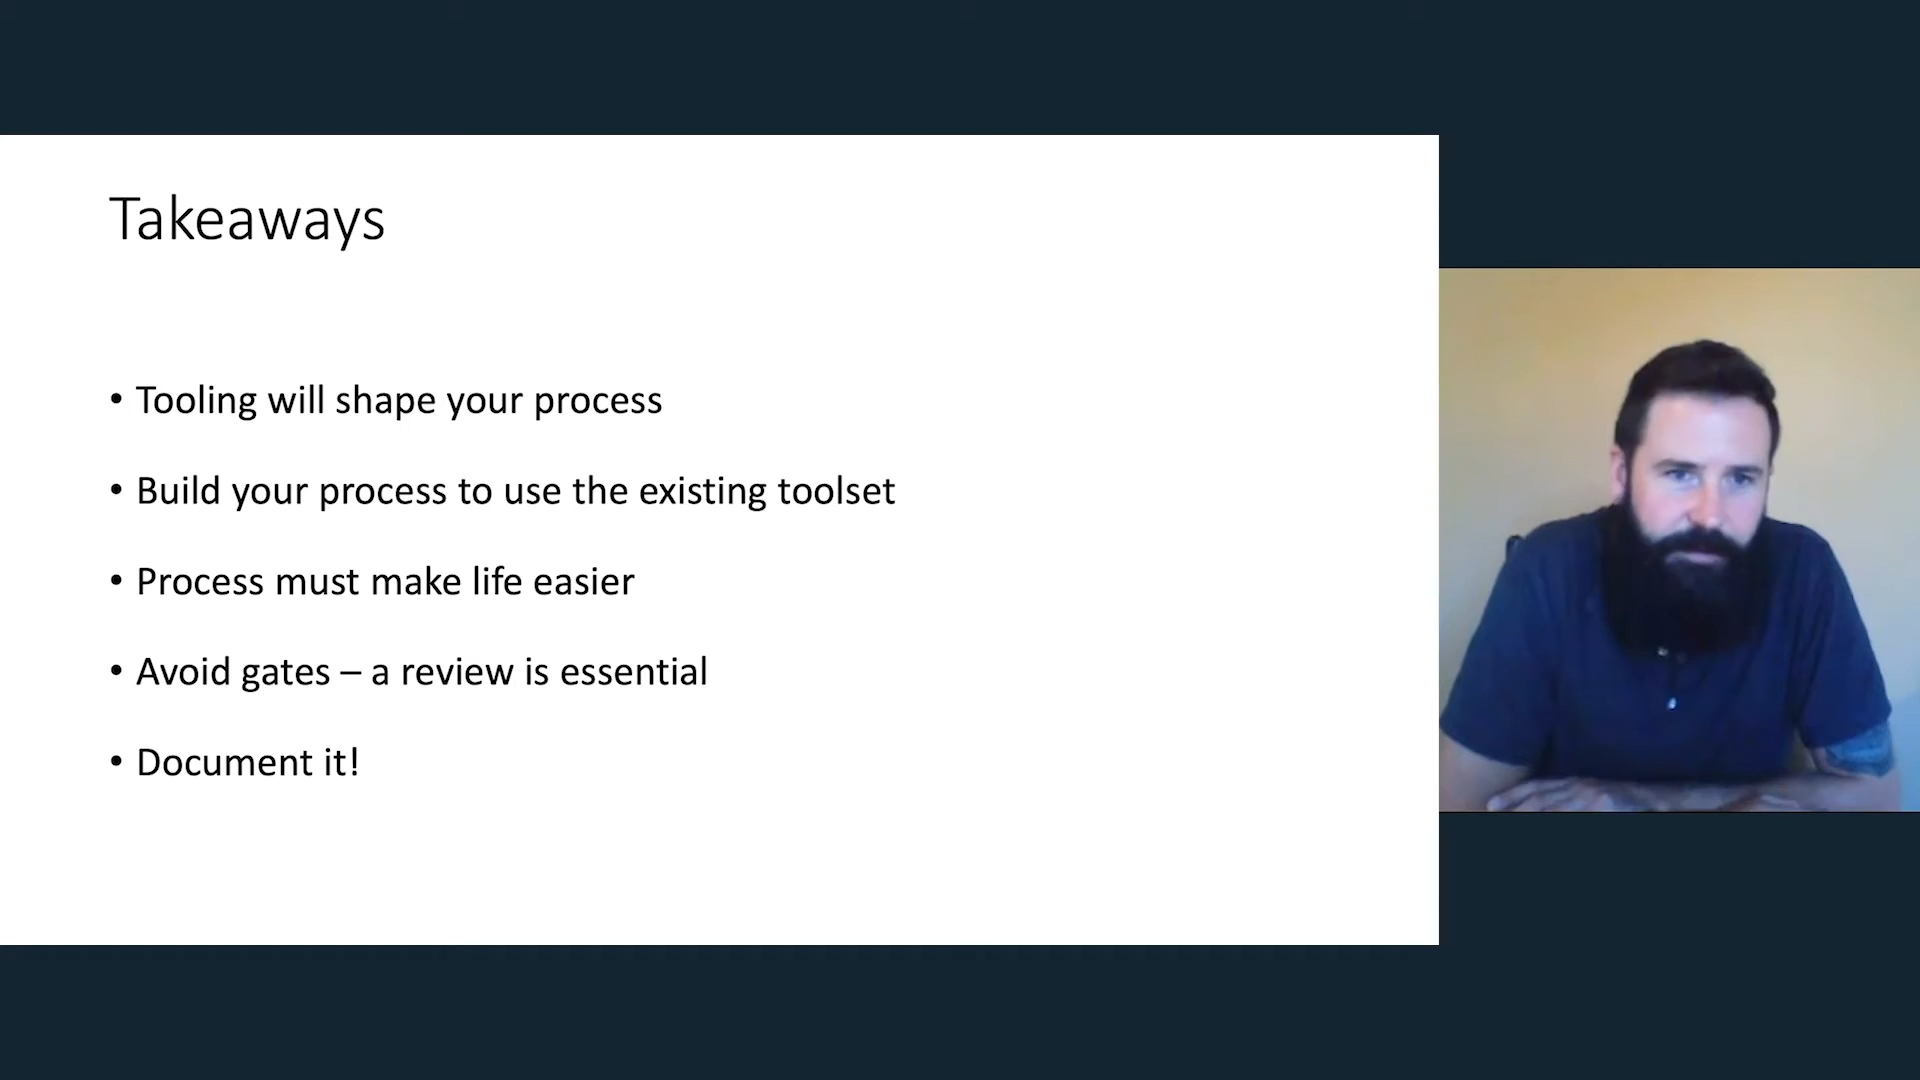 Takeaways
• Tooling will shape your process
• Build your process to use the existing toolset
• Process must make life easier
• Avoid gates – a review is essential
• Document it!